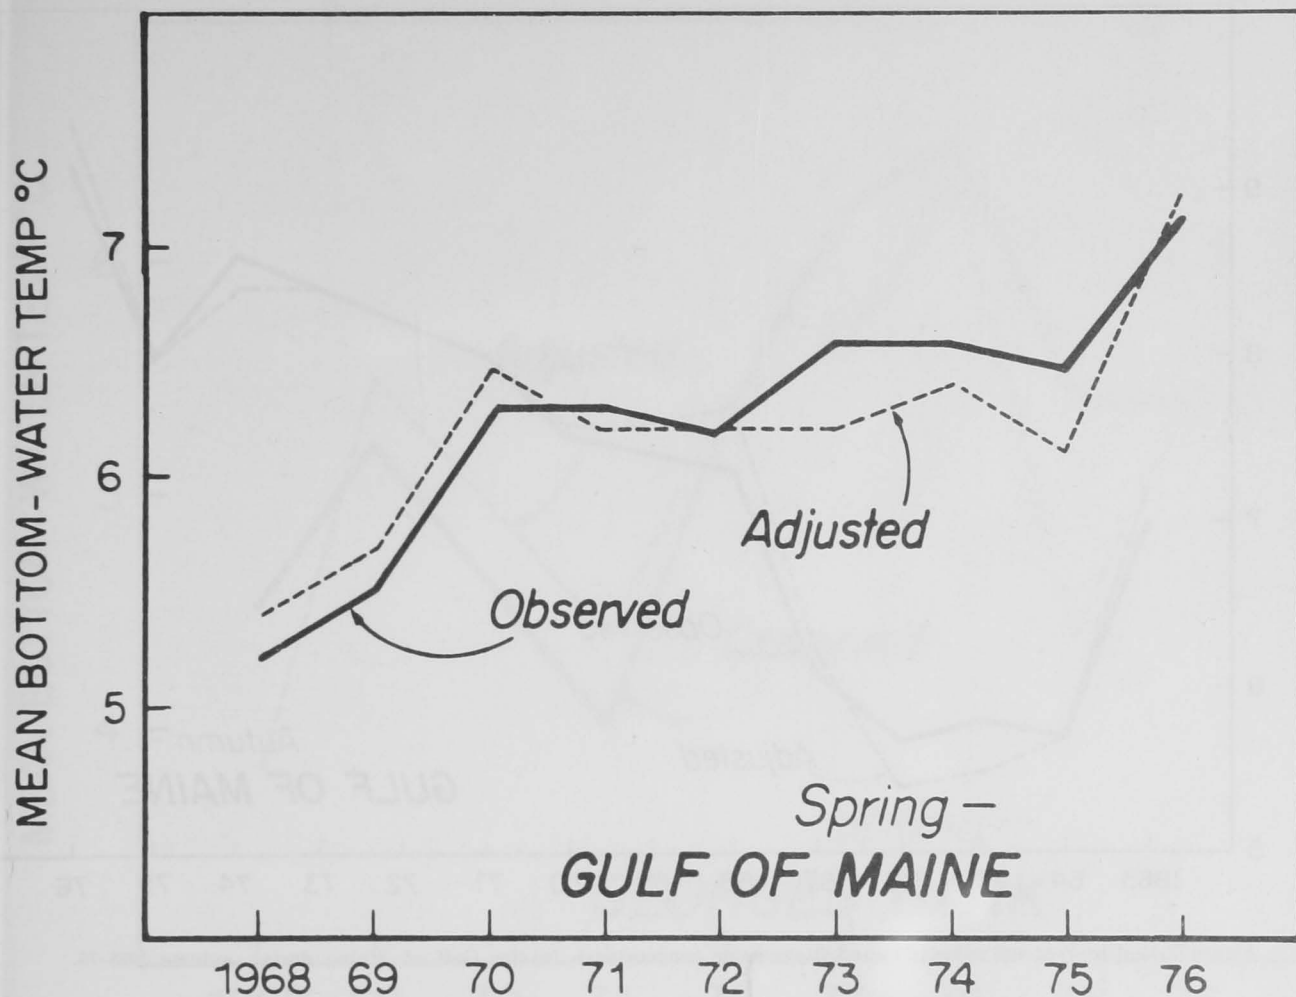 MEAN BOTTOM-WATER TEMP °C
7
6
5
Adjusted
Observed
Spring –
GULF OF MAINE
1968 69 70 71 72 73 74 75 76